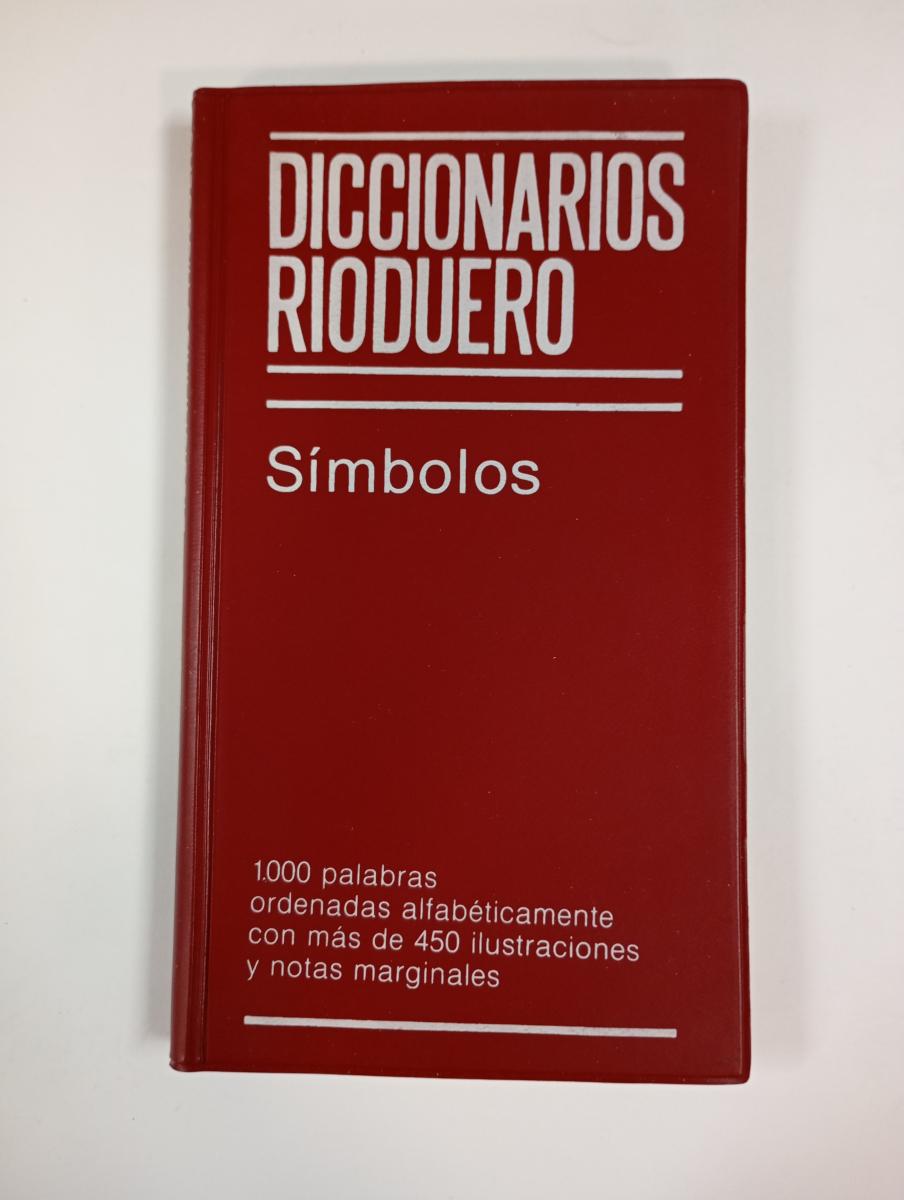 DICCIONARIOS
RIODUERO
Símbolos
1.000 palabras
ordenadas alfabéticamente
con más de 450 ilustraciones
y notas marginales